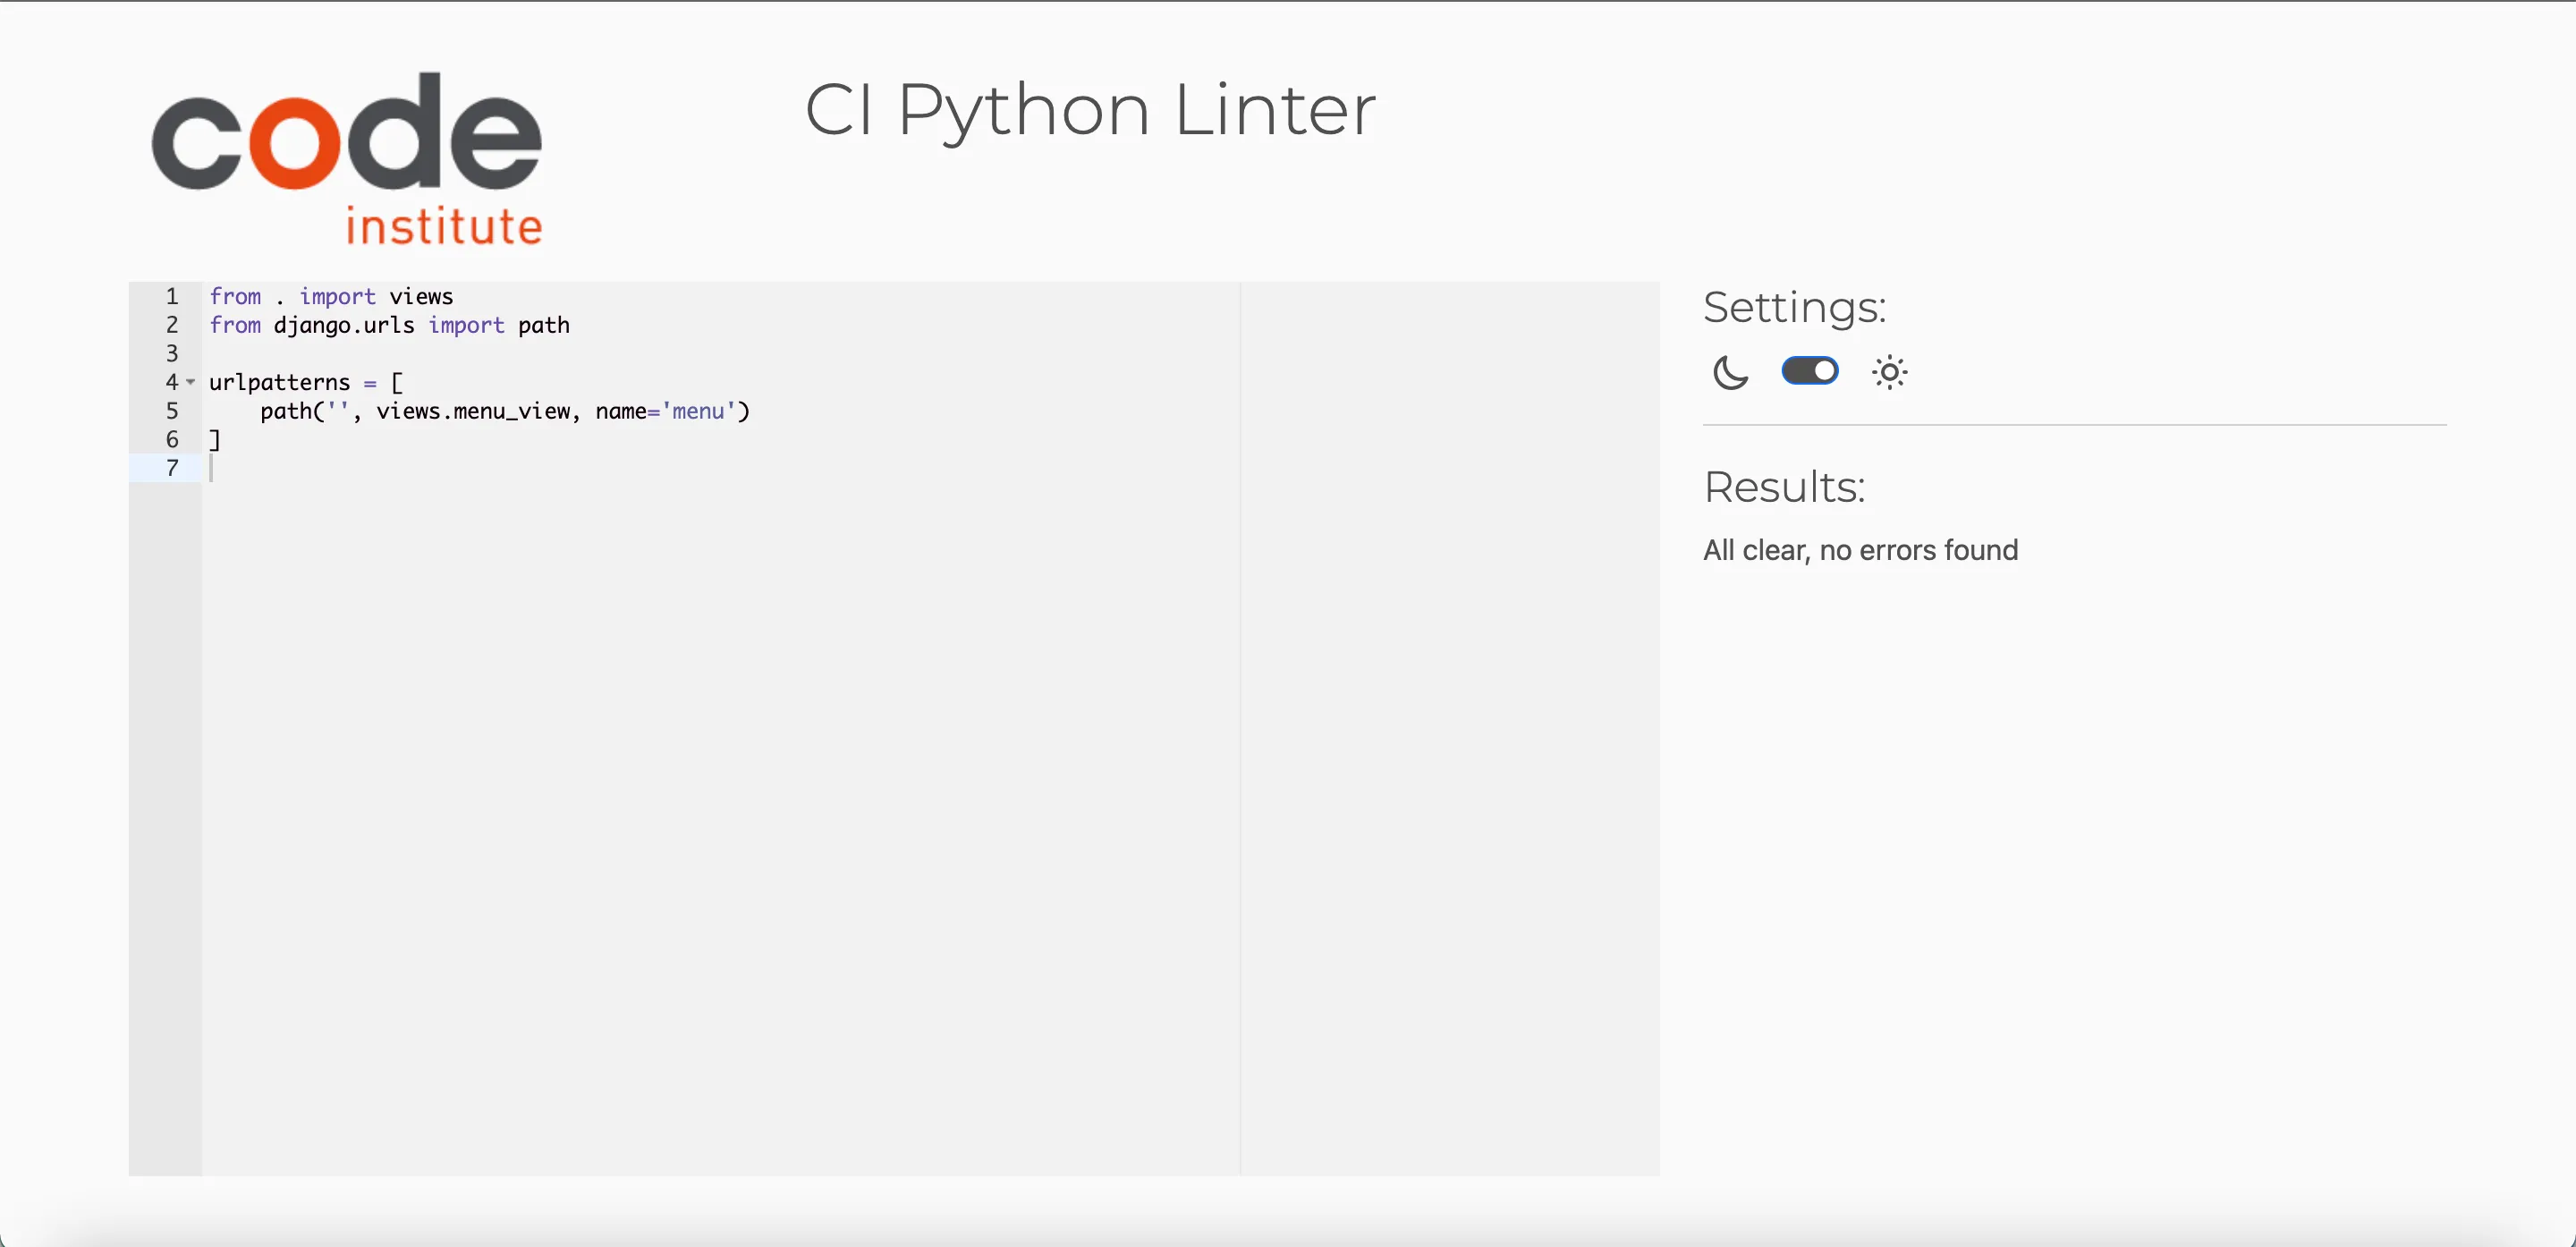 code
institute
CI Python Linter
1 from . import views
2 from django.urls import path
3
4 urlpatterns = [
5     path('', views.menu_view, name='menu')
6 ]
7
Settings:
Results:
All clear, no errors found